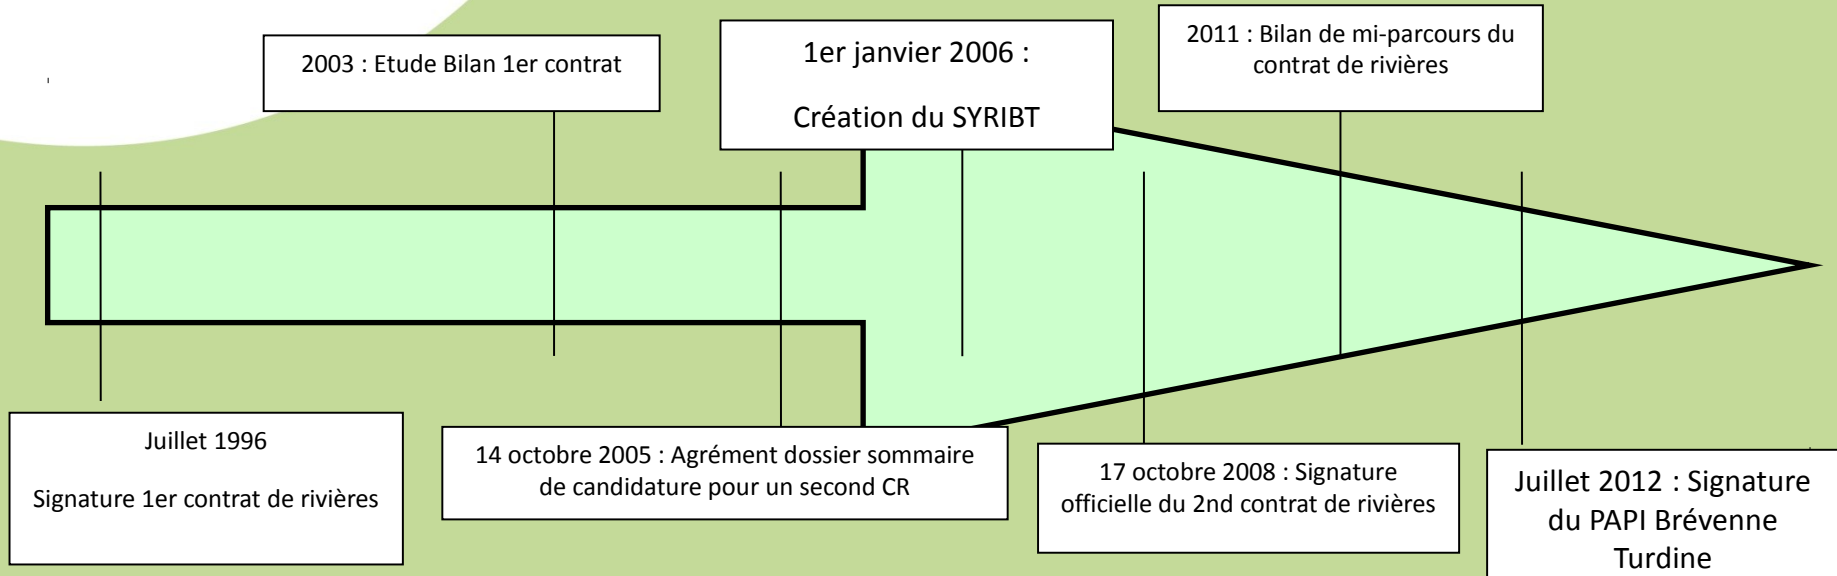 2003 : Etude Bilan 1er contrat
1er janvier 2006 :
Création du SYRIBT
2011 : Bilan de mi-parcours du
contrat de rivières
Juillet 1996
Signature 1er contrat de rivières
14 octobre 2005 : Agrément dossier sommaire
de candidature pour un second CR
17 octobre 2008 : Signature
officielle du 2nd contrat de rivières
Juillet 2012 : Signature
du PAPI Brévenne
Turdine